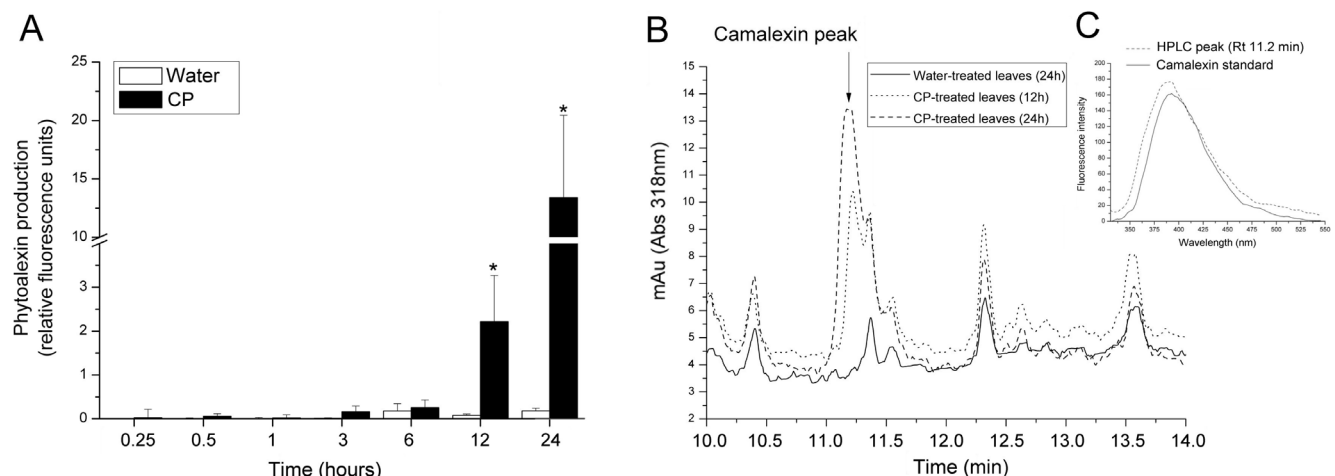 A
Phytoalexin production
(relative fluorescence units)
25
20
15
10
3
2
1
0
Water
CP
*
*
0.25 0.5 1 3 6 12 24
Time (hours)
B
Camalexin peak
mAu (Abs 318nm)
15
14
13
12
11
10
9
8
7
6
5
4
3
2
Water-treated leaves (24h)
CP-treated leaves (12h)
CP-treated leaves (24h)
10.0 10.5 11.0 11.5 12.0 12.5 13.0 13.5 14.0
Time (min)
C
HPLC peak (Rt 11.2 min)
Camalexin standard
Fluorescence intensity
200
180
160
140
120
100
80
60
40
20
0
350 375 400 425 450 475 500 525 550
Wavelength (nm)